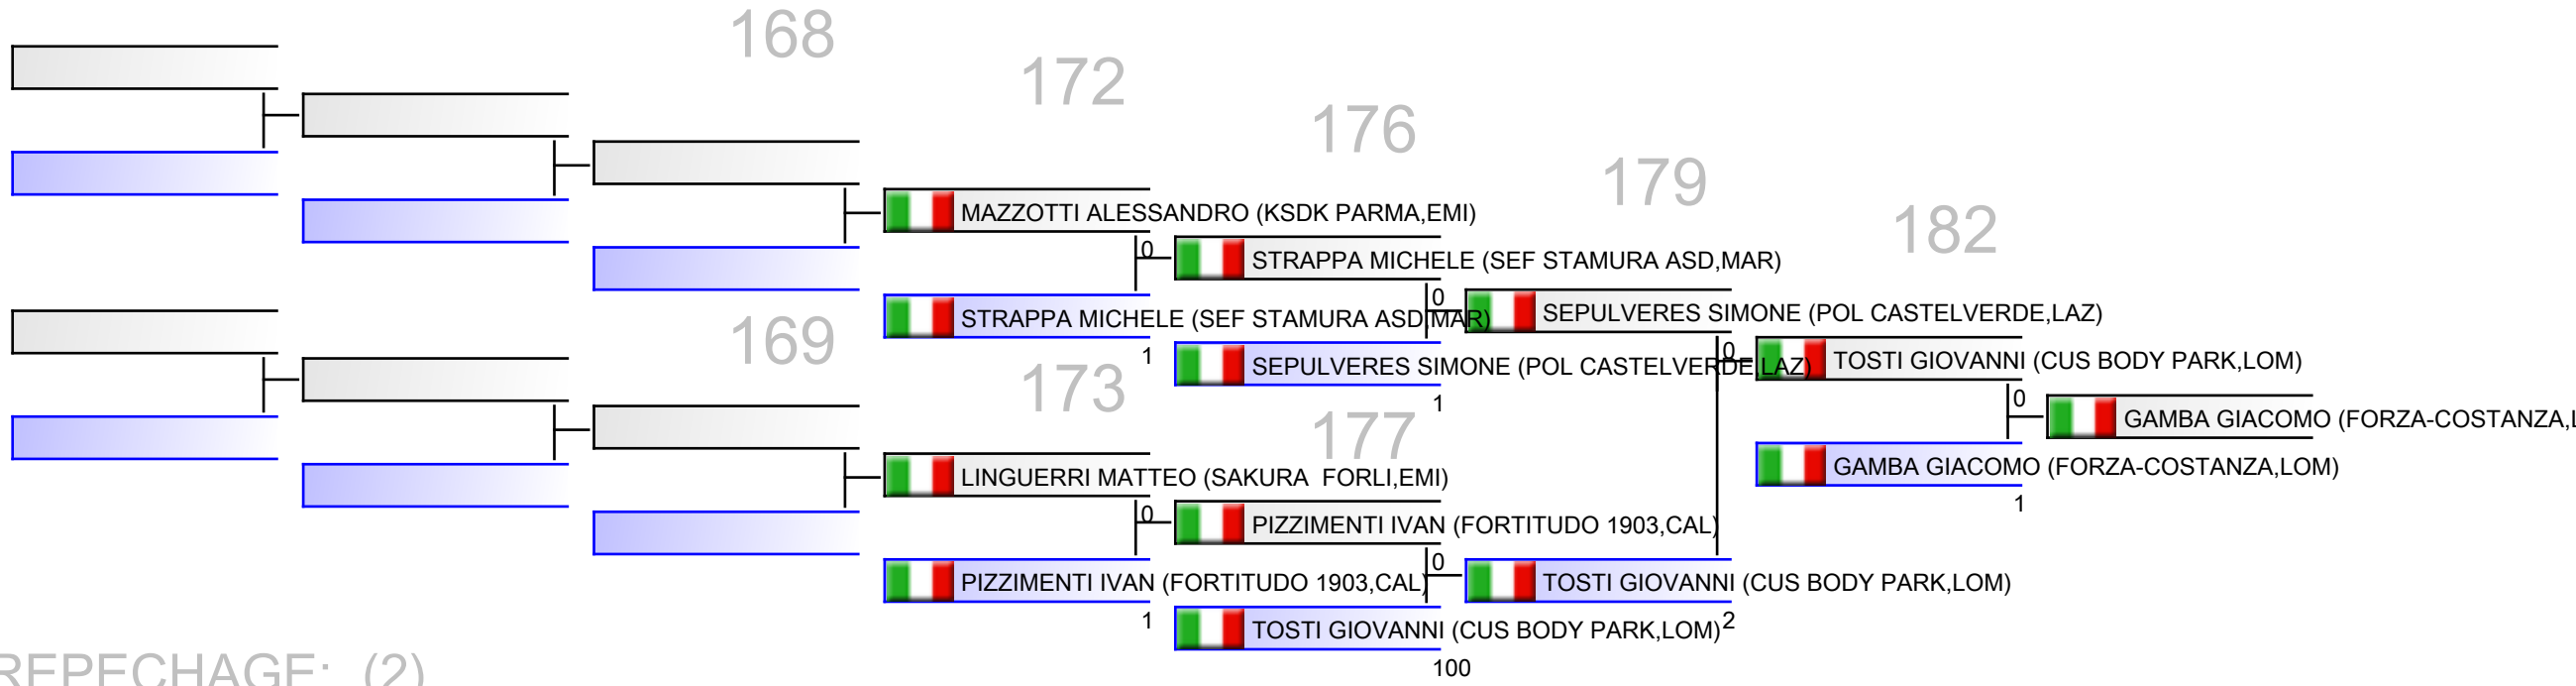 168
172
176
179
182
MAZZOTTI ALESSANDRO (KSDK PARMA,EMI)
0
STRAPPA MICHELE (SEF STAMURA ASD,MAR)
0
STRAPPA MICHELE (SEF STAMURA ASD,MAR)
1
SEPULVERES SIMONE (POL CASTELVERDE,LAZ)
0
SEPULVERES SIMONE (POL CASTELVERDE,LAZ)
1
TOSTI GIOVANNI (CUS BODY PARK,LOM)
0
GAMBA GIACOMO (FORZA-COSTANZA,L
GAMBA GIACOMO (FORZA-COSTANZA,LOM)
1
169
173
177
LINGUERRI MATTEO (SAKURA  FORLI,EMI)
0
PIZZIMENTI IVAN (FORTITUDO 1903,CAL)
0
PIZZIMENTI IVAN (FORTITUDO 1903,CAL)
1
TOSTI GIOVANNI (CUS BODY PARK,LOM)
2
TOSTI GIOVANNI (CUS BODY PARK,LOM)
100
REPECHAGE:  (2)